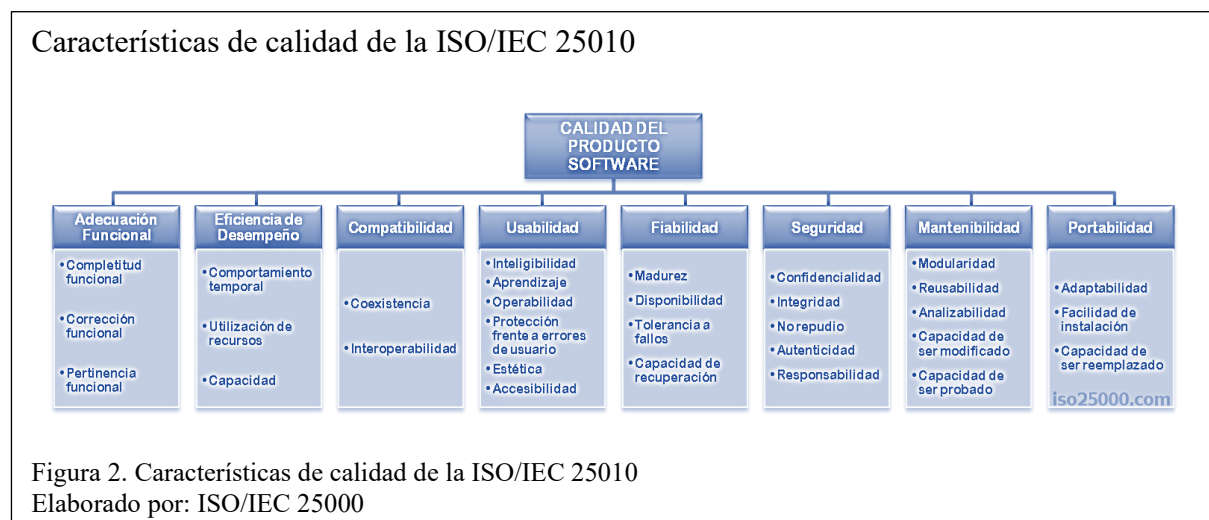 Características de calidad de la ISO/IEC 25010
CALIDAD DEL
PRODUCTO
SOFTWARE
Adecuación
Funcional
•Completitud
funcional
•Corrección
funcional
•Pertinencia
funcional
Eficiencia de
Desempeño
•Comportamiento
temporal
•Utilización de
recursos
•Capacidad
Compatibilidad
•Coexistencia
•Interoperabilidad
Usabilidad
•Inteligibilidad
•Aprendizaje
•Operabilidad
•Protección
frente a errores
de usuario
•Estética
•Accesibilidad
Fiabilidad
•Madurez
•Disponibilidad
•Tolerancia a
fallos
•Capacidad de
recuperación
Seguridad
•Confidencialidad
•Integridad
•No repudio
•Autenticidad
•Responsabilidad
Mantenibilidad
•Modularidad
•Reusabilidad
•Analizabilidad
•Capacidad de
ser modificado
•Capacidad de
ser probado
Portabilidad
•Adaptabilidad
•Facilidad de
instalación
•Capacidad de
ser reemplazado
iso25000.com
Figura 2. Características de calidad de la ISO/IEC 25010
Elaborado por: ISO/IEC 25000